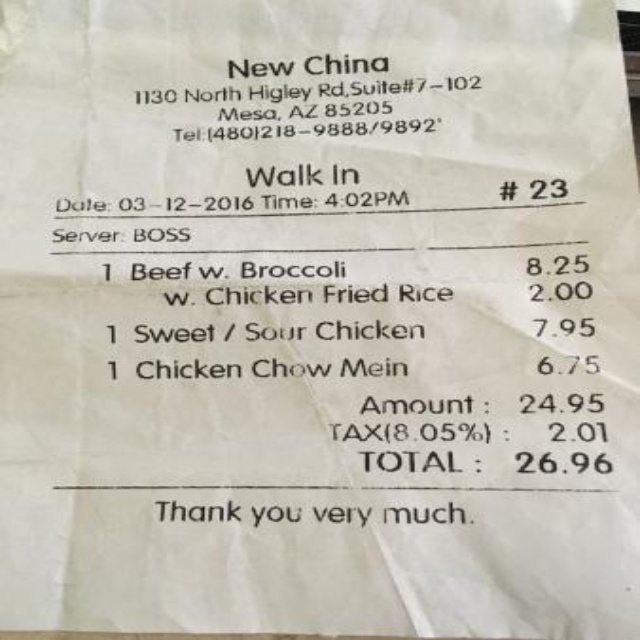 New China
1130 North Higley Rd,Suite#7-102
Mesa, AZ 85205
Tel:(480)218-9888/9892'
Walk In # 23
Date: 03-12-2016 Time: 4:02PM
Server: BOSS
1 Beef w. Broccoli 8.25
w. Chicken Fried Rice 2.00
1 Sweet / Sour Chicken 7.95
1 Chicken Chow Mein 6.75
Amount : 24.95
TAX(8.05%) : 2.01
TOTAL : 26.96
Thank you very much.